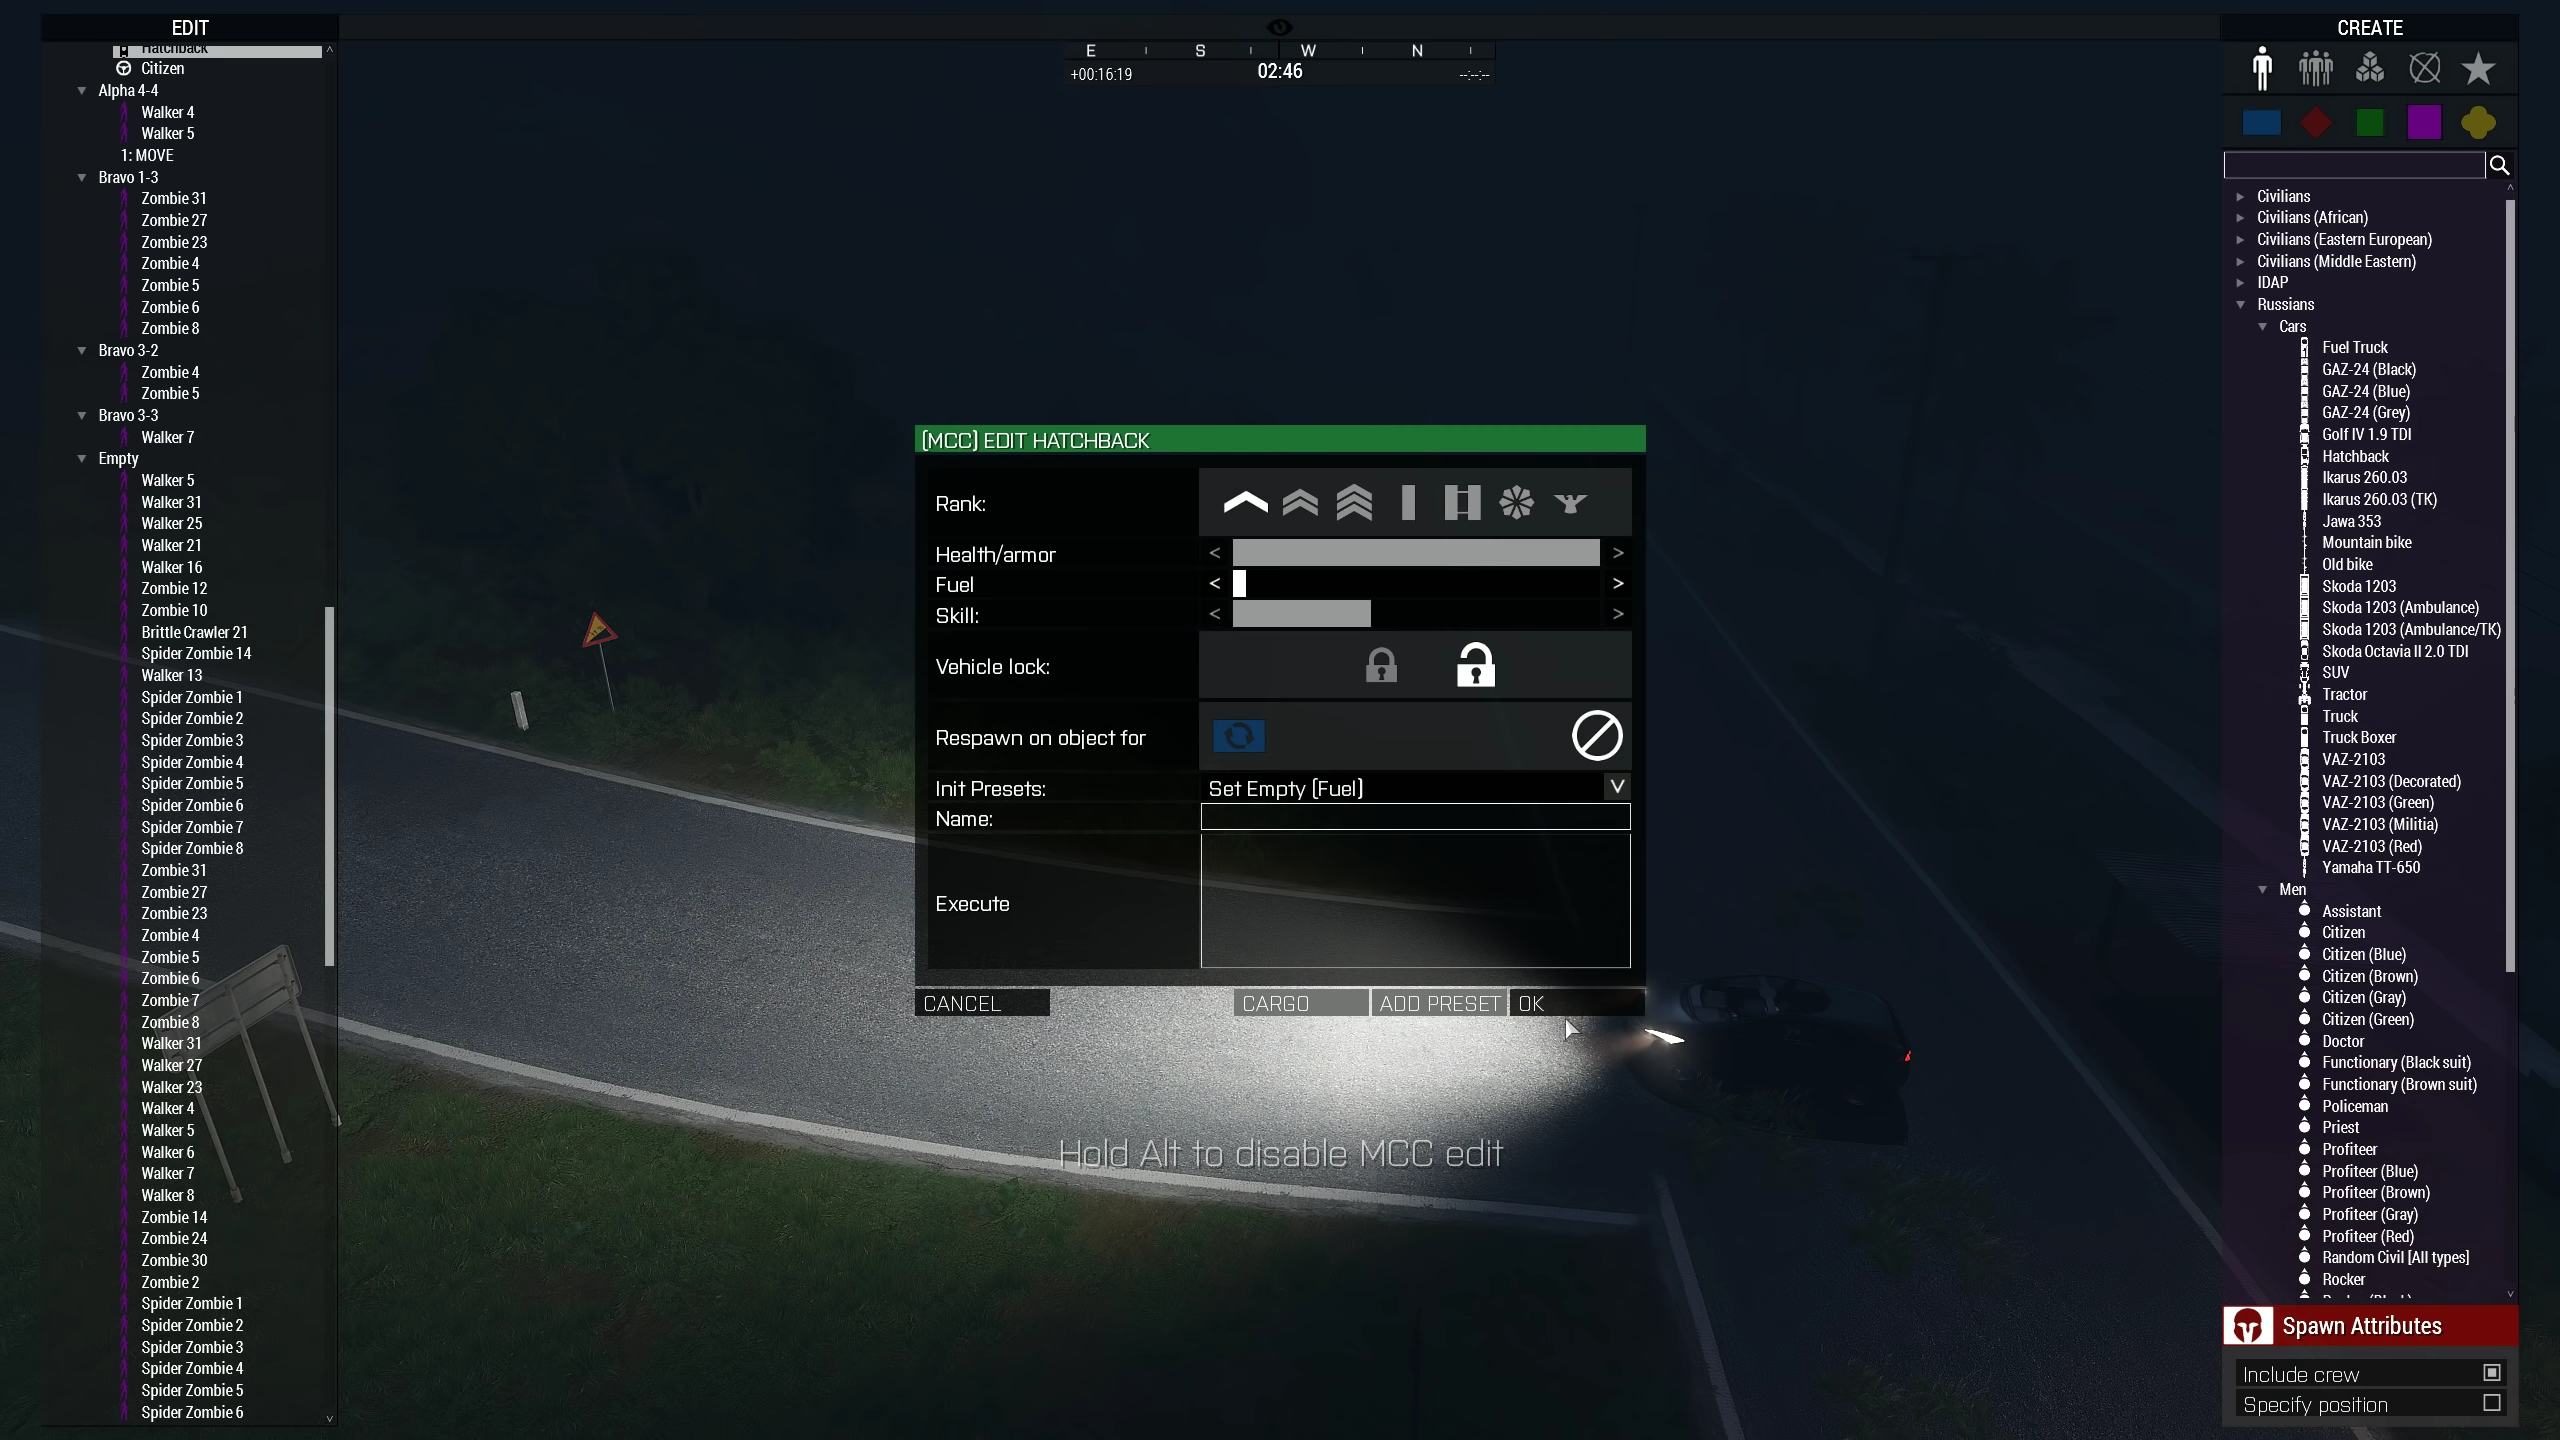 EDIT
Hatchback
Citizen
Alpha 4-4
Walker 4
Walker 5
1: MOVE
Bravo 1-3
Zombie 31
Zombie 27
Zombie 23
Zombie 4
Zombie 5
Zombie 6
Zombie 8
Bravo 3-2
Zombie 4
Zombie 5
Bravo 3-3
Walker 7
Empty
Walker 5
Walker 31
Walker 25
Walker 21
Walker 16
Zombie 12
Zombie 10
Brittle Crawler 21
Spider Zombie 14
Walker 13
Spider Zombie 1
Spider Zombie 2
Spider Zombie 3
Spider Zombie 4
Spider Zombie 5
Spider Zombie 6
Spider Zombie 7
Spider Zombie 8
Zombie 31
Zombie 27
Zombie 23
Zombie 4
Zombie 5
Zombie 6
Zombie 7
Zombie 8
Walker 31
Walker 27
Walker 23
Walker 4
Walker 5
Walker 6
Walker 7
Walker 8
Zombie 14
Zombie 24
Zombie 30
Zombie 2
Spider Zombie 1
Spider Zombie 2
Spider Zombie 3
Spider Zombie 4
Spider Zombie 5
Spider Zombie 6
E S W N
+00:16:19 02:46 --:--:--
[MCC] EDIT HATCHBACK
Rank:
Health/armor
Fuel
Skill:
Vehicle lock:
Respawn on object for
Init Presets: Set Empty (Fuel)
Name:
Execute
CANCEL CARGO ADD PRESET OK
Hold Alt to disable MCC edit
CREATE
Civilians
Civilians (African)
Civilians (Eastern European)
Civilians (Middle Eastern)
IDAP
Russians
Cars
Fuel Truck
GAZ-24 (Black)
GAZ-24 (Blue)
GAZ-24 (Grey)
Golf IV 1.9 TDI
Hatchback
Ikarus 260.03
Ikarus 260.03 (TK)
Jawa 353
Mountain bike
Old bike
Skoda 1203
Skoda 1203 (Ambulance)
Skoda 1203 (Ambulance/TK)
Skoda Octavia II 2.0 TDI
SUV
Tractor
Truck
Truck Boxer
VAZ-2103
VAZ-2103 (Decorated)
VAZ-2103 (Green)
VAZ-2103 (Militia)
VAZ-2103 (Red)
Yamaha TT-650
Men
Assistant
Citizen
Citizen (Blue)
Citizen (Brown)
Citizen (Gray)
Citizen (Green)
Doctor
Functionary (Black suit)
Functionary (Brown suit)
Policeman
Priest
Profiteer
Profiteer (Blue)
Profiteer (Brown)
Profiteer (Gray)
Profiteer (Red)
Random Civil [All types]
Rocker
Spawn Attributes
Include crew
Specify position